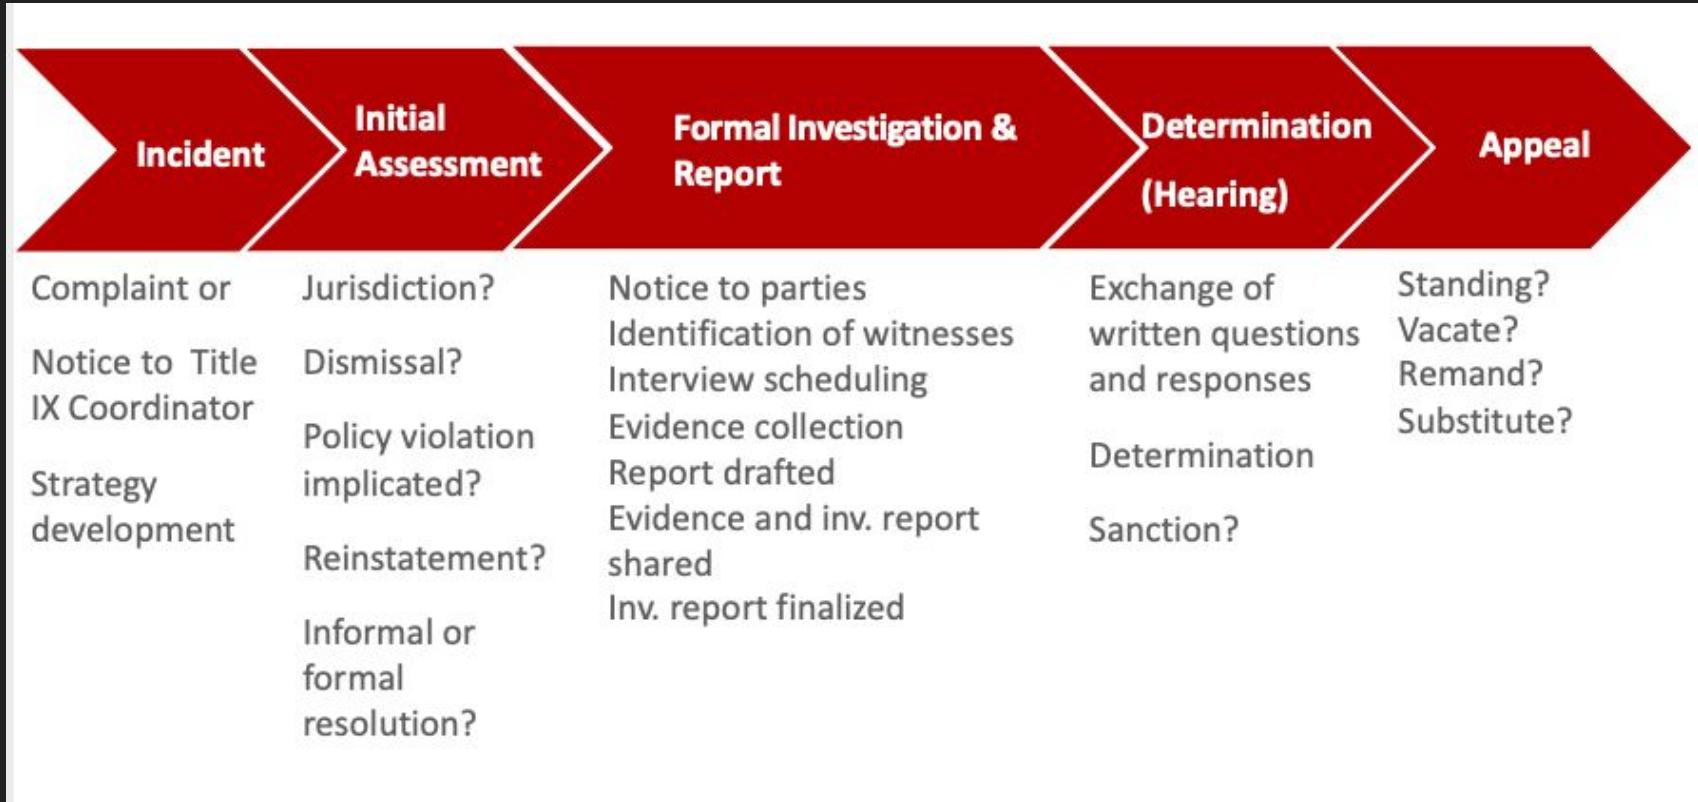 Incident
Initial
Assessment
Formal Investigation &
Report
Determination
(Hearing)
Appeal
Complaint or
Notice to  Title
IX Coordinator
Strategy
development
Jurisdiction?
Dismissal?
Policy violation
implicated?
Reinstatement?
Informal or
formal
resolution?
Notice to parties
Identification of witnesses
Interview scheduling
Evidence collection
Report drafted
Evidence and inv. report
shared
Inv. report finalized
Exchange of
written questions
and responses
Determination
Sanction?
Standing?
Vacate?
Remand?
Substitute?